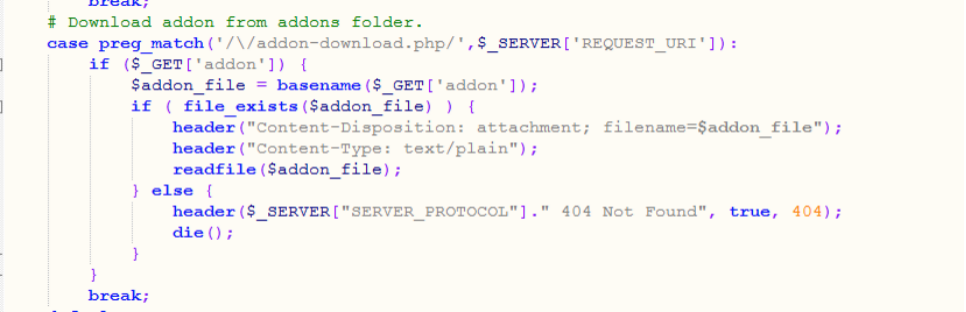 break;
# Download addon from addons folder.
case preg_match('/\/addon-download.php/',$_SERVER['REQUEST_URI']):
if ($_GET['addon']) {
$addon_file = basename($_GET['addon']);
if ( file_exists($addon_file) ) {
header("Content-Disposition: attachment; filename=$addon_file");
header("Content-Type: text/plain");
readfile($addon_file);
} else {
header($_SERVER["SERVER_PROTOCOL"]." 404 Not Found", true, 404);
die();
}
}
break;